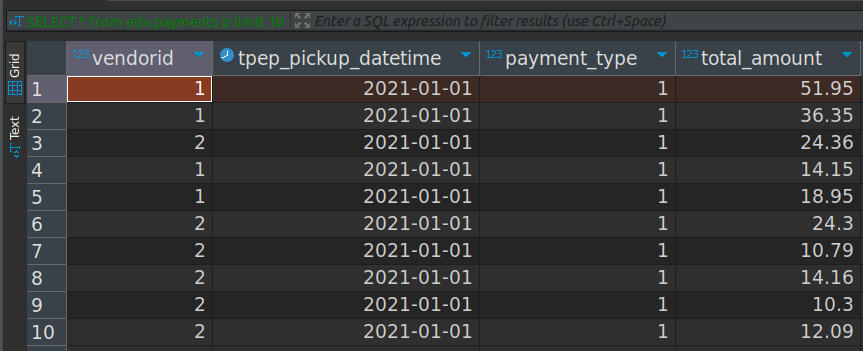 SELECT * from edv.payments p limit 10 Enter a SQL expression to filter results (use Ctrl+Space)
Grid
Text
123 vendorid tpep_pickup_datetime 123 payment_type 123 total_amount
1 1 2021-01-01 1 51.95
2 1 2021-01-01 1 36.35
3 2 2021-01-01 1 24.36
4 1 2021-01-01 1 14.15
5 1 2021-01-01 1 18.95
6 2 2021-01-01 1 24.3
7 2 2021-01-01 1 10.79
8 2 2021-01-01 1 14.16
9 2 2021-01-01 1 10.3
10 2 2021-01-01 1 12.09